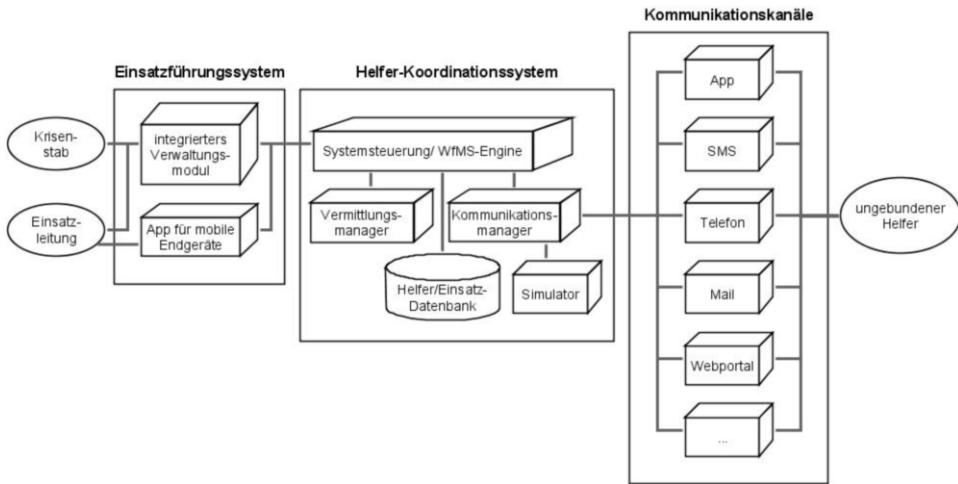 Kommunikationskanäle
Einsatzführungssystem
Helfer-Koordinationssystem
Krisen-
stab
Einsatz-
leitung
integriertes
Verwaltungs-
modul
App für mobile
Endgeräte
Systemsteuerung/ WfMS-Engine
Vermittlungs-
manager
Kommunikations-
manager
Helfer/Einsatz-
Datenbank
Simulator
App
SMS
Telefon
Mail
Webportal
...
ungebundener
Helfer